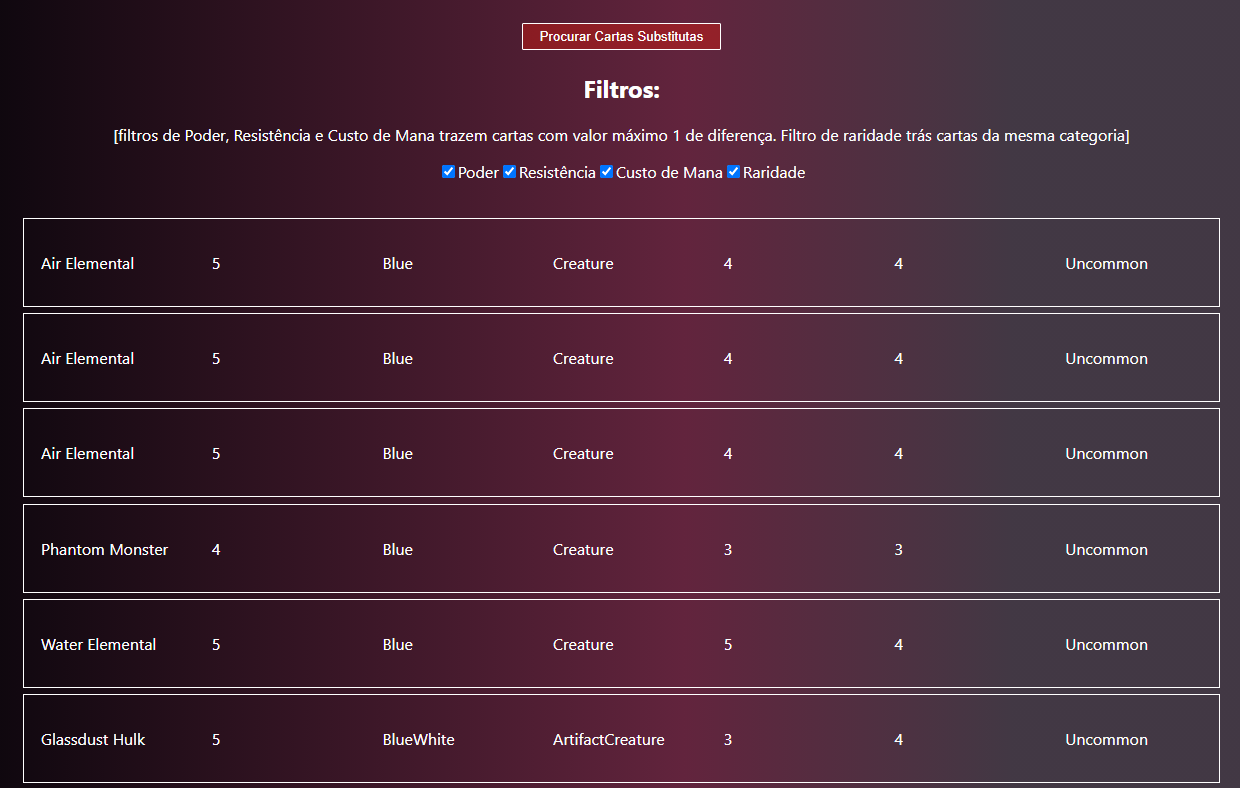 Procurar Cartas Substitutas
Filtros:
[filtros de Poder, Resistência e Custo de Mana trazem cartas com valor máximo 1 de diferença. Filtro de raridade trás cartas da mesma categoria]
Poder Resistência Custo de Mana Raridade
Air Elemental 5 Blue Creature 4 4 Uncommon
Air Elemental 5 Blue Creature 4 4 Uncommon
Air Elemental 5 Blue Creature 4 4 Uncommon
Phantom Monster 4 Blue Creature 3 3 Uncommon
Water Elemental 5 Blue Creature 5 4 Uncommon
Glassdust Hulk 5 BlueWhite ArtifactCreature 3 4 Uncommon